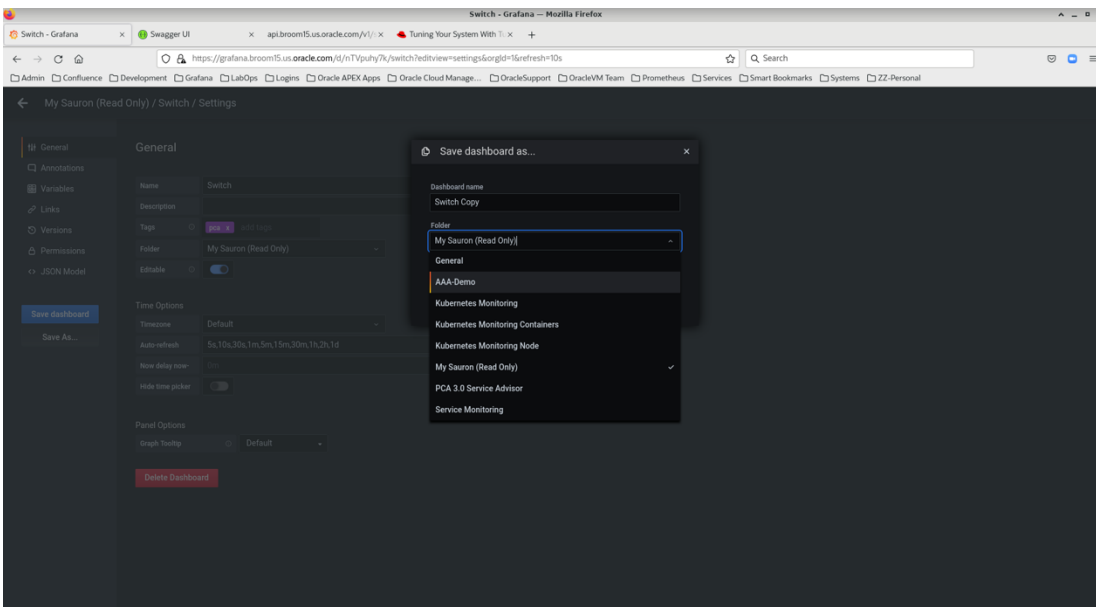 Switch - Grafana — Mozilla Firefox
Switch - Grafana × Swagger UI × api.broom15.us.oracle.com/v1/ × Tuning Your System With × +
https://grafana.broom15.us.oracle.com/d/nTVpuhy7k/switch?editview=settings&orgId=1&refresh=10s Search
Admin Confluence Development Grafana LabOps Logins Oracle APEX Apps Oracle Cloud Manage... OracleSupport OracleVM Team Prometheus Services Smart Bookmarks Systems ZZ-Personal
My Sauron (Read Only) / Switch / Settings
General
Annotations
Variables
Links
Versions
Permissions
JSON Model
Save dashboard
Save As...
General
Name Switch
Description
Tags pca x add tags
Folder My Sauron (Read Only)
Editable
Time Options
Timezone Default
Auto-refresh 5s,10s,30s,1m,5m,15m,30m,1h,2h,1d
Now delay now-
Hide time picker
Panel Options
Graph Tooltip Default
Delete Dashboard
Save dashboard as... ×
Dashboard name
Switch Copy
Folder
My Sauron (Read Only)
General
AAA-Demo
Kubernetes Monitoring
Kubernetes Monitoring Containers
Kubernetes Monitoring Node
My Sauron (Read Only)
PCA 3.0 Service Advisor
Service Monitoring